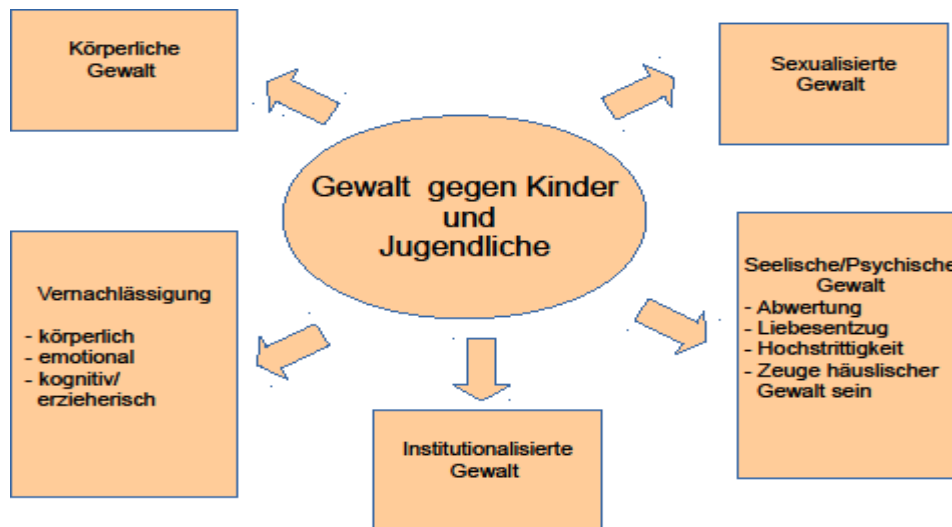 Körperliche
Gewalt
Sexualisierte
Gewalt
Gewalt gegen Kinder
und
Jugendliche
Vernachlässigung
- körperlich
- emotional
- kognitiv/
erzieherisch
Seelische/Psychische
Gewalt
- Abwertung
- Liebesentzug
- Hochstrittigkeit
- Zeuge häuslischer
Gewalt sein
Institutionalisierte
Gewalt